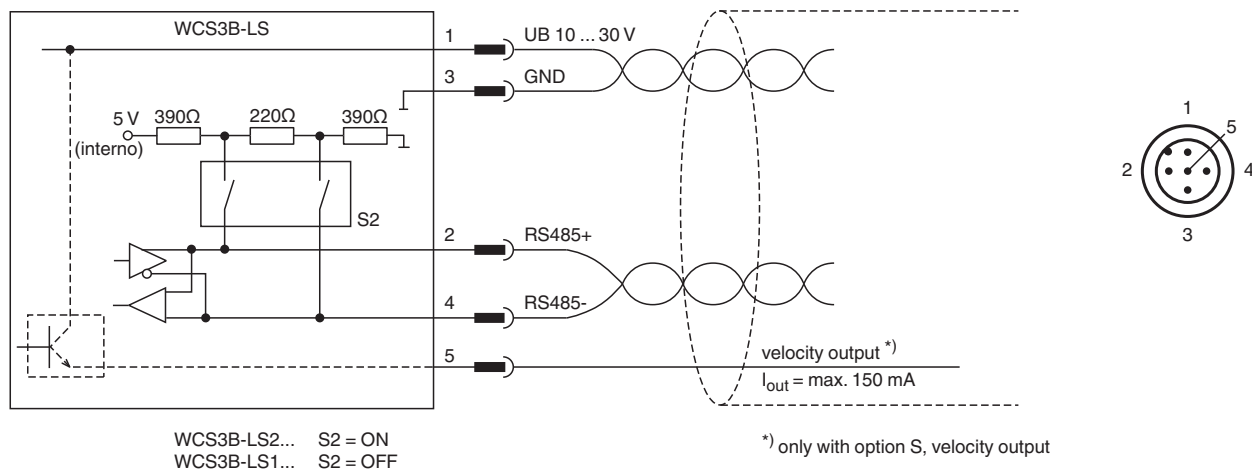 WCS3B-LS
1
UB 10 ... 30 V
3
GND
5 V
(interno)
390Ω
220Ω
390Ω
S2
2
RS485+
4
RS485-
5
velocity output *)
Iout = max. 150 mA
WCS3B-LS2... S2 = ON
WCS3B-LS1... S2 = OFF
*) only with option S, velocity output
1
5
2
4
3